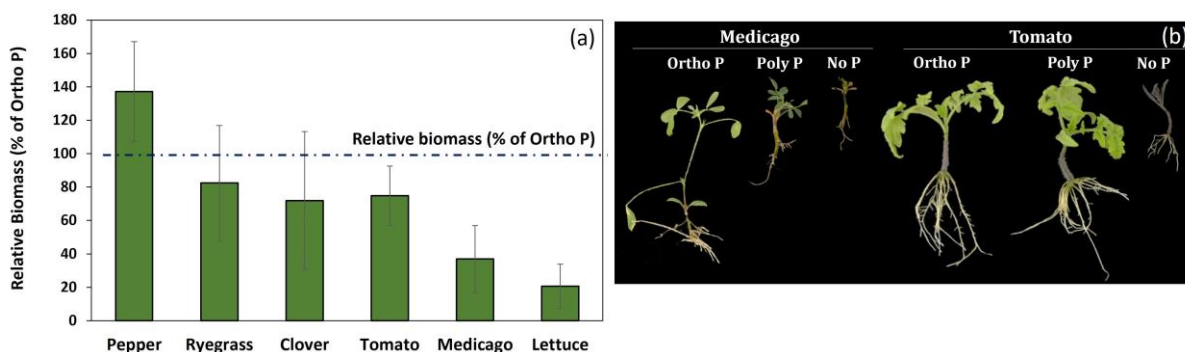 (a)
Relative Biomass (% of Ortho P)
180
160
140
120
100
80
60
40
20
0
Relative biomass (% of Ortho P)
Pepper Ryegrass Clover Tomato Medicago Lettuce
(b)
Medicago Tomato
Ortho P Poly P No P Ortho P Poly P No P